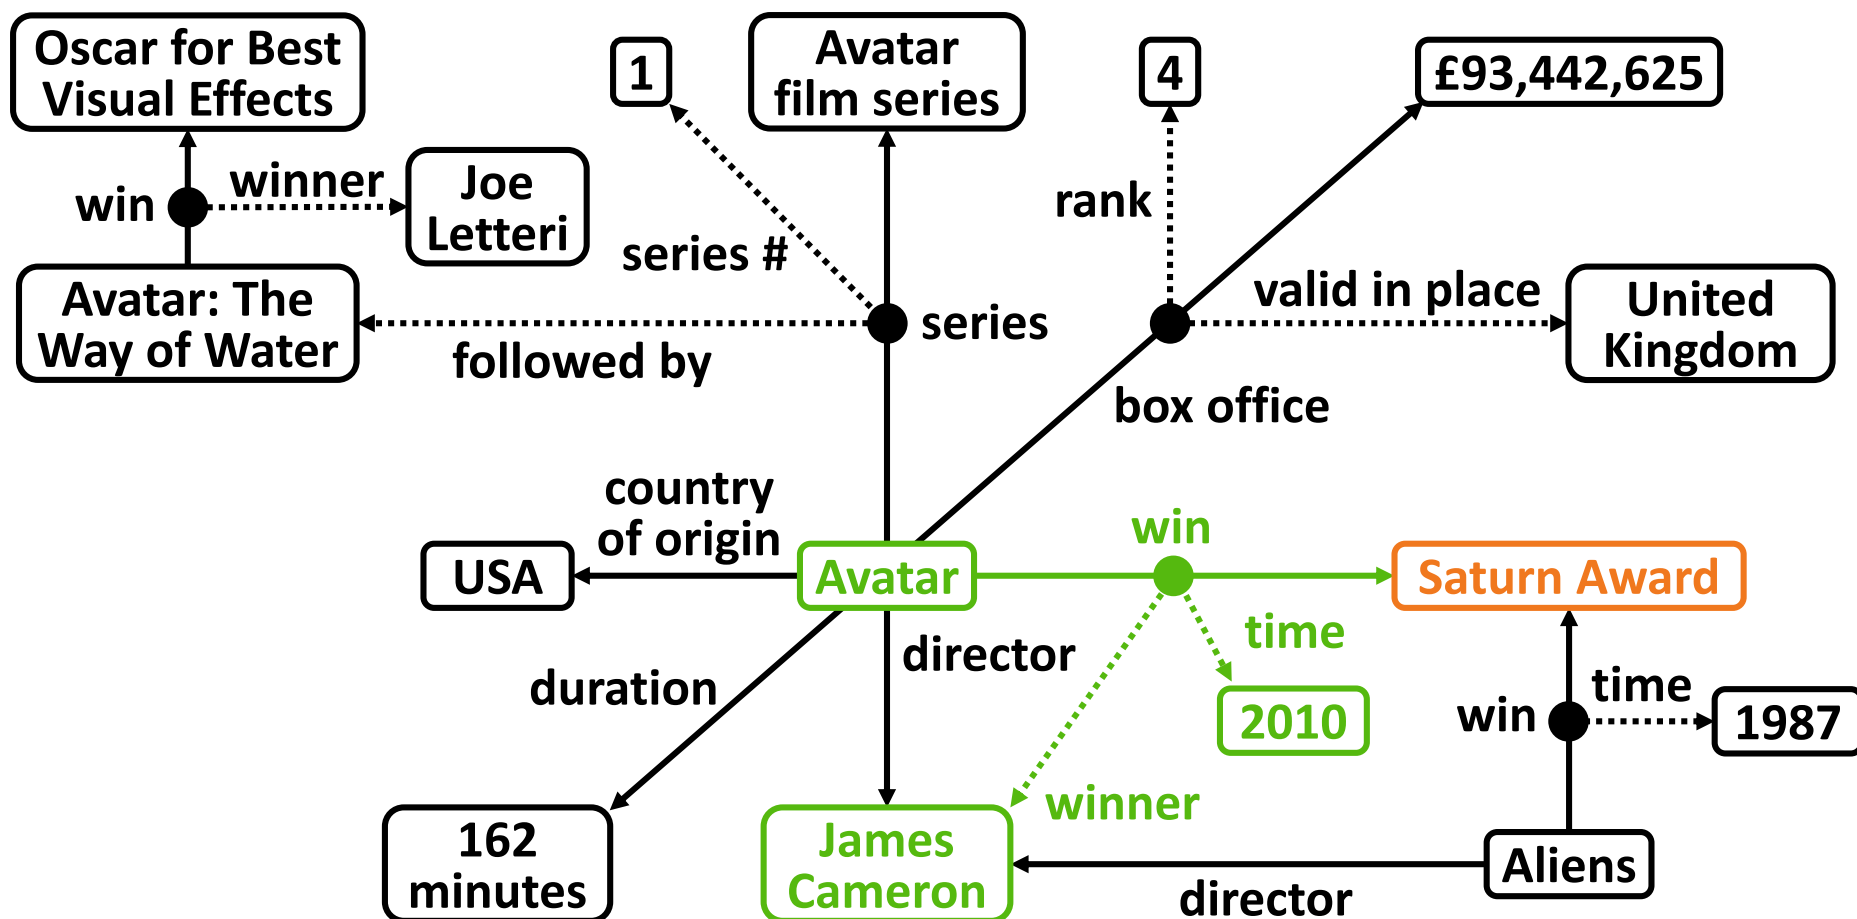 Oscar for Best
Visual Effects
1
Avatar
film series
4
£93,442,625
win
winner
Joe
Letteri
rank
series #
Avatar: The
Way of Water
followed by
series
valid in place
United
Kingdom
box office
country
of origin
USA
Avatar
win
Saturn Award
time
director
duration
2010
win
time
1987
winner
162
minutes
James
Cameron
director
Aliens